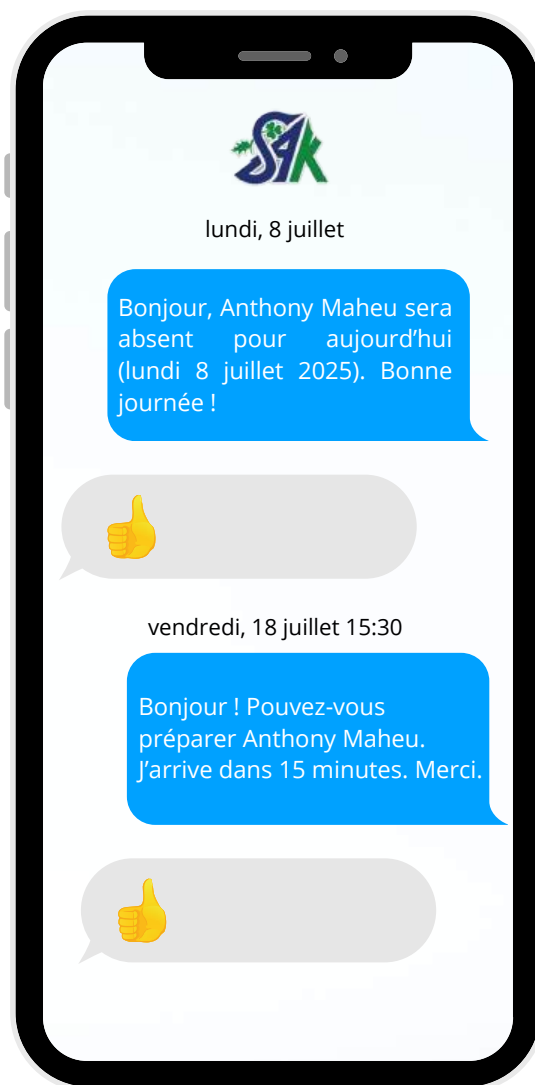 SAK
lundi, 8 juillet
Bonjour, Anthony Maheu sera
absent pour aujourd’hui
(lundi 8 juillet 2025). Bonne
journée !
vendredi, 18 juillet 15:30
Bonjour ! Pouvez-vous
préparer Anthony Maheu.
J’arrive dans 15 minutes. Merci.